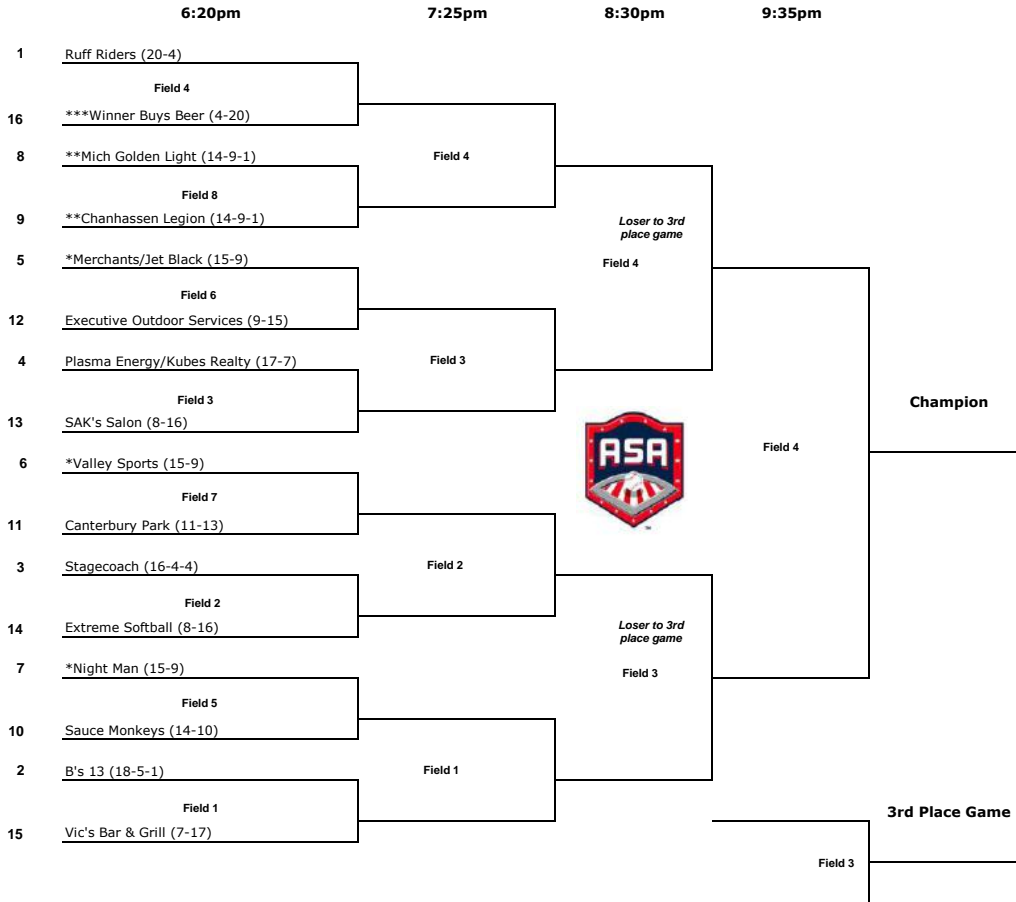 6:20pm 7:25pm 8:30pm 9:35pm
1 Ruff Riders (20-4)
Field 4
16 ***Winner Buys Beer (4-20)
8 **Mich Golden Light (14-9-1) Field 4
Field 8
9 **Chanhassen Legion (14-9-1) Loser to 3rd
place game
5 *Merchants/Jet Black (15-9) Field 4
Field 6
12 Executive Outdoor Services (9-15)
4 Plasma Energy/Kubes Realty (17-7) Field 3
Field 3 Champion
13 SAK's Salon (8-16)
ASA Field 4
6 *Valley Sports (15-9)
Field 7
11 Canterbury Park (11-13)
3 Stagecoach (16-4-4) Field 2
Field 2
14 Extreme Softball (8-16) Loser to 3rd
place game
7 *Night Man (15-9) Field 3
Field 5
10 Sauce Monkeys (14-10)
2 B's 13 (18-5-1) Field 1
Field 1 3rd Place Game
15 Vic's Bar & Grill (7-17)
Field 3